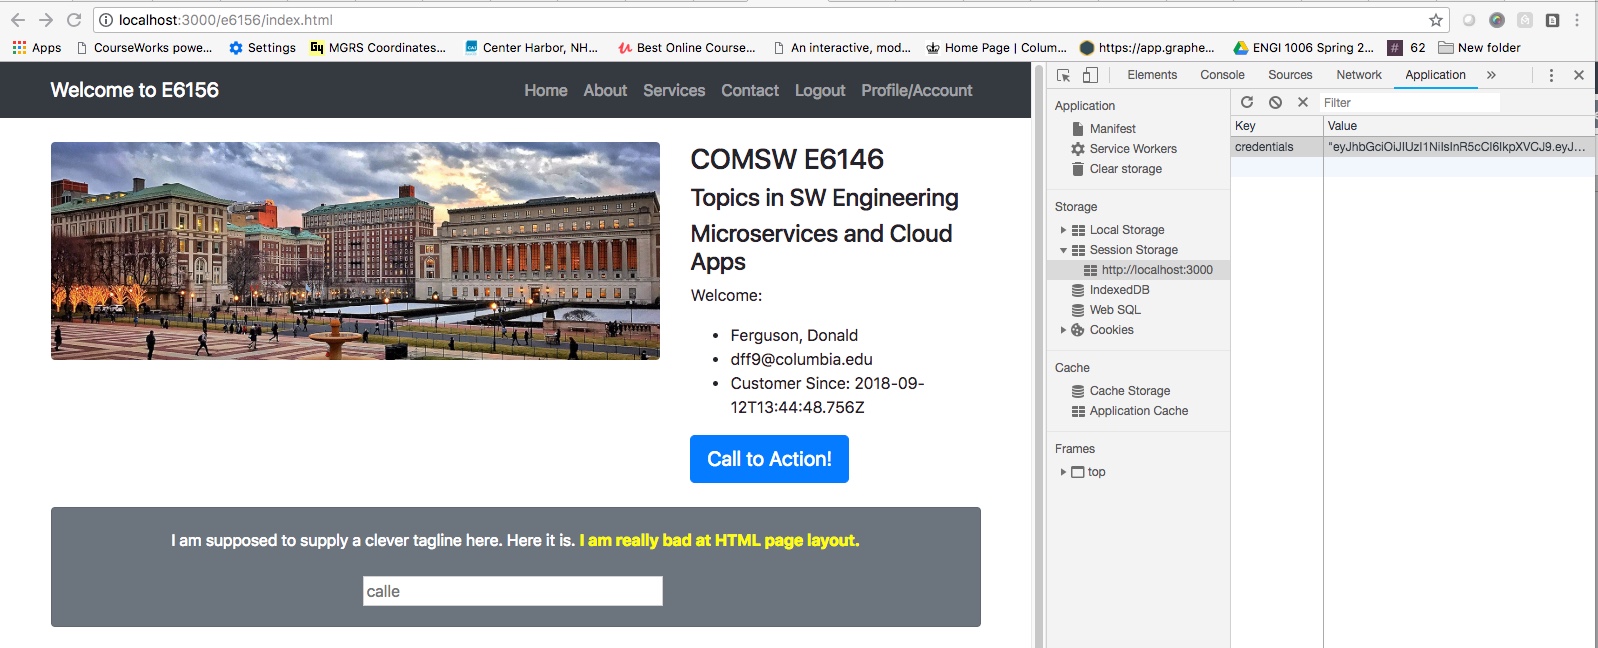 localhost:3000/e6156/index.html
Apps CourseWorks powe... Settings Gy MGRS Coordinates... CAI Center Harbor, NH... Best Online Course... An interactive, mod... Home Page | Colum... https://app.graphe... ENGI 1006 Spring 2... # 62 New folder
Welcome to E6156
Home About Services Contact Logout Profile/Account
COMSW E6146
Topics in SW Engineering
Microservices and Cloud
Apps
Welcome:
• Ferguson, Donald
• dff9@columbia.edu
• Customer Since: 2018-09-
12T13:44:48.756Z
Call to Action!
I am supposed to supply a clever tagline here. Here it is. I am really bad at HTML page layout.
calle
Elements Console Sources Network Application »
Application
Manifest
Service Workers
Clear storage
Storage
Local Storage
Session Storage
http://localhost:3000
IndexedDB
Web SQL
Cookies
Cache
Cache Storage
Application Cache
Frames
top
Filter
Key Value
credentials "eyJhbGciOiJIUzI1NiIsInR5cCI6IkpXVCJ9.eyJ...